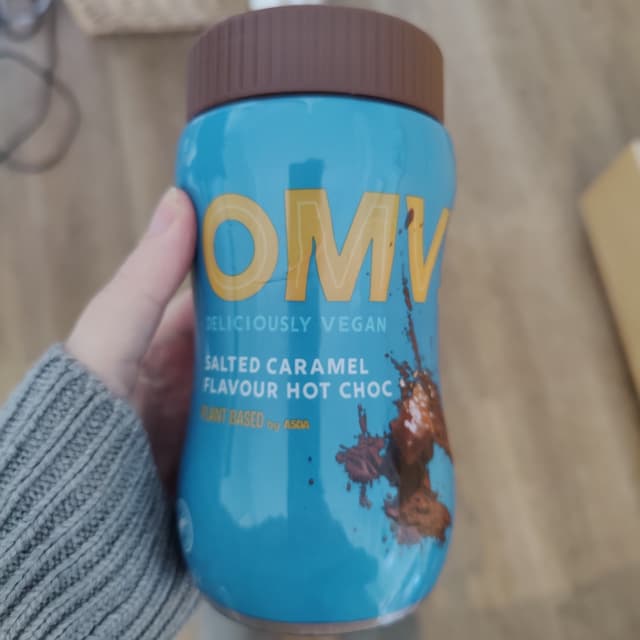 OMV
DELICIOUSLY VEGAN
SALTED CARAMEL
FLAVOUR HOT CHOC
PLANT BASED by ASDA